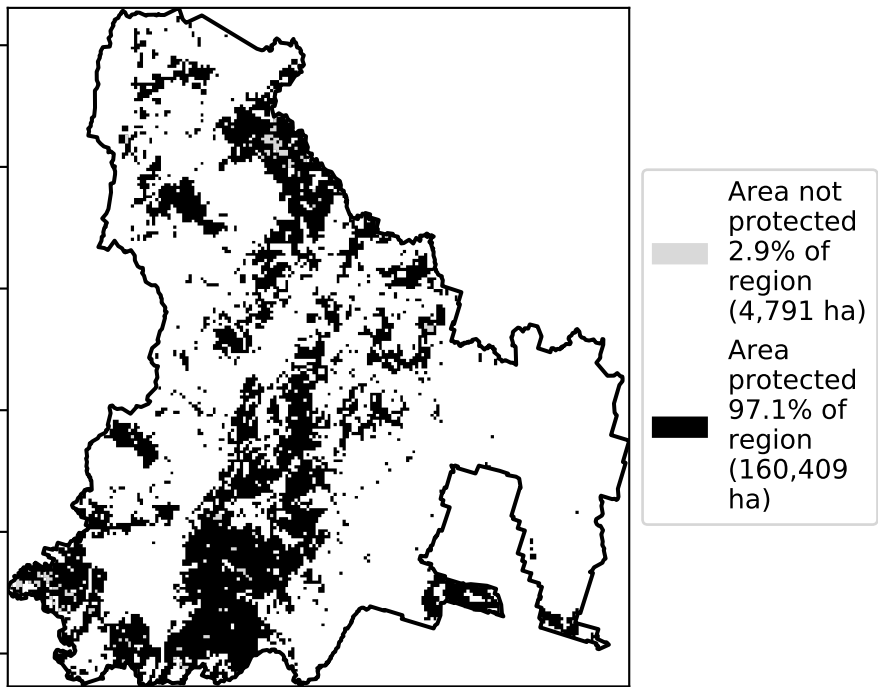 Area not
protected
2.9% of
region
(4,791 ha)
Area
protected
97.1% of
region
(160,409
ha)